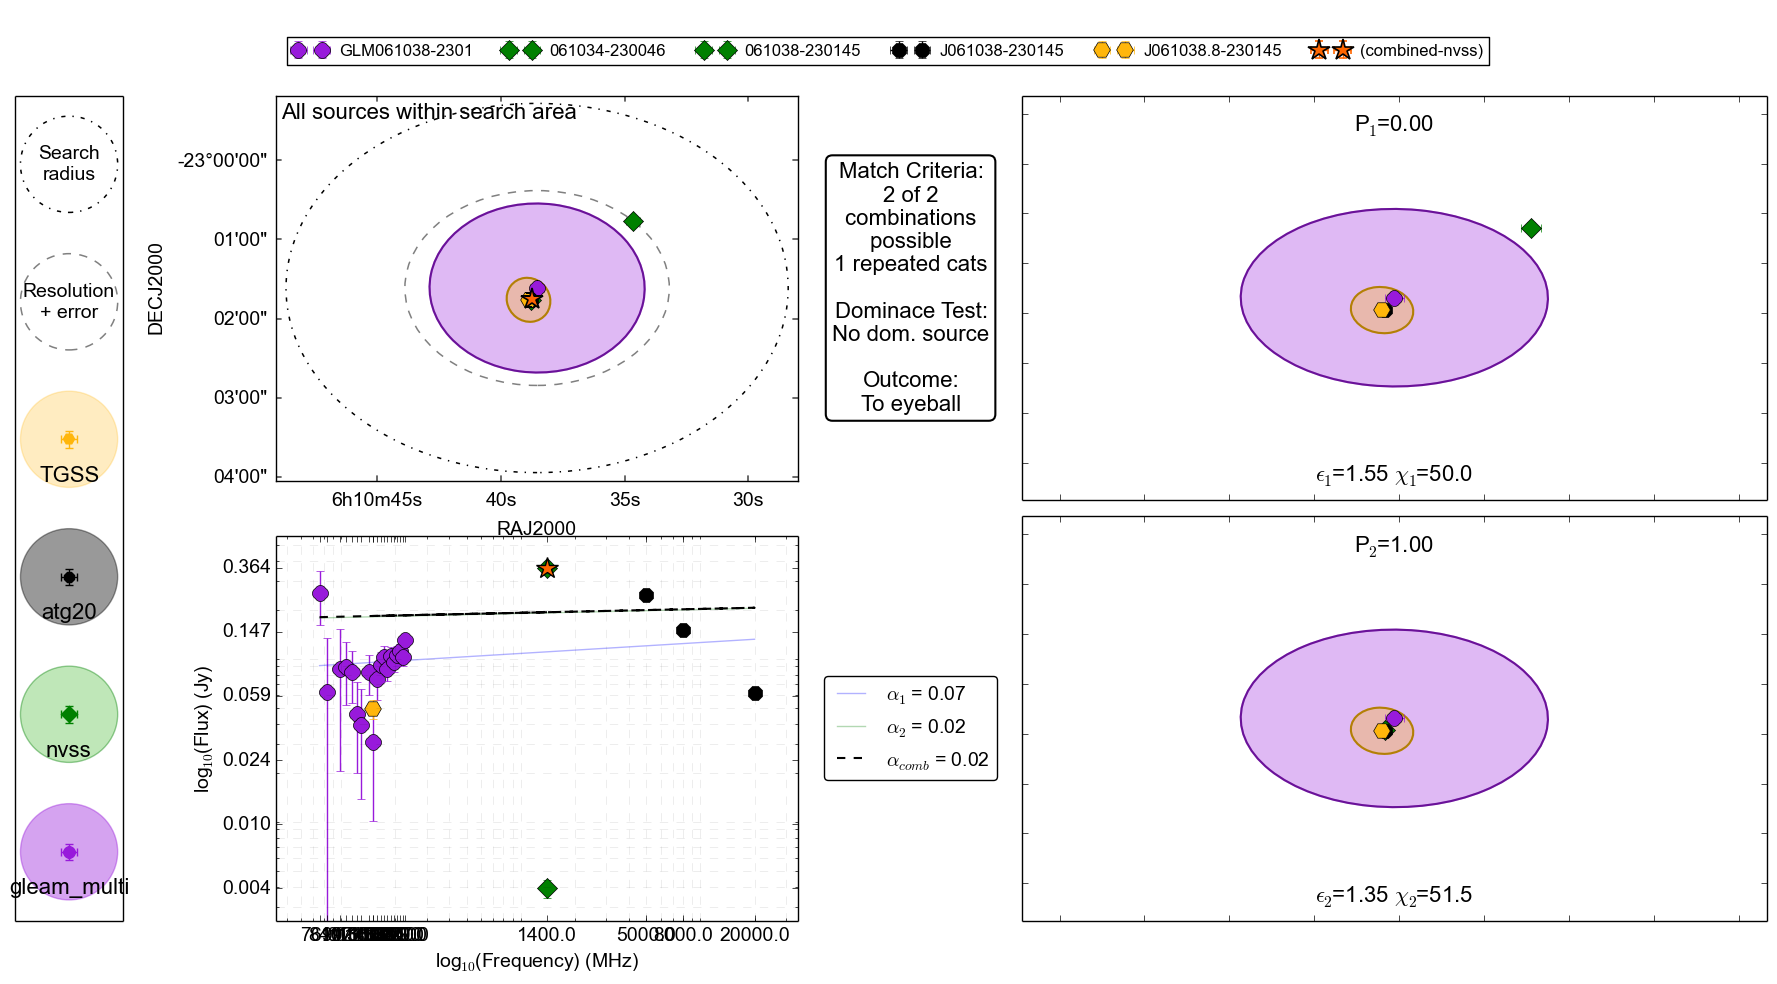 GLM061038-2301 061034-230046 061038-230145 J061038-230145 J061038.8-230145 (combined-nvss)
Search
radius
Resolution
+ error
TGSS
atg20
nvss
gleam_multi
All sources within search area
DECJ2000
-23°00'00"
01'00"
02'00"
03'00"
04'00"
6h10m45s 40s 35s 30s
RAJ2000
Match Criteria:
2 of 2
combinations
possible
1 repeated cats
Dominace Test:
No dom. source
Outcome:
To eyeball
P1=0.00
ϵ1=1.55 χ1=50.0
log10(Flux) (Jy)
0.364
0.147
0.059
0.024
0.010
0.004
1400.0 5000.0 8000.0 20000.0
log10(Frequency) (MHz)
α1 = 0.07
α2 = 0.02
αcomb = 0.02
P2=1.00
ϵ2=1.35 χ2=51.5